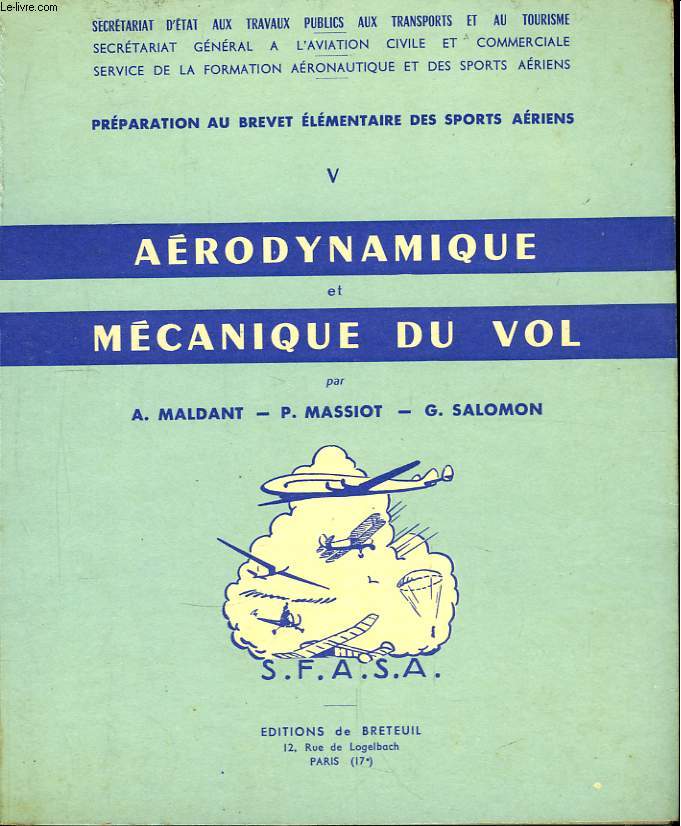 Le-livre.com
SECRÉTARIAT D'ÉTAT AUX TRAVAUX PUBLICS AUX TRANSPORTS ET AU TOURISME
SECRÉTARIAT GÉNÉRAL A L'AVIATION CIVILE ET COMMERCIALE
SERVICE DE LA FORMATION AÉRONAUTIQUE ET DES SPORTS AÉRIENS
PRÉPARATION AU BREVET ÉLÉMENTAIRE DES SPORTS AÉRIENS
V
AÉRODYNAMIQUE
et
MÉCANIQUE DU VOL
par
A. MALDANT — P. MASSIOT — G. SALOMON
S.F.A.S.A.
EDITIONS de BRETEUIL
12, Rue de Logelbach
PARIS (17e)